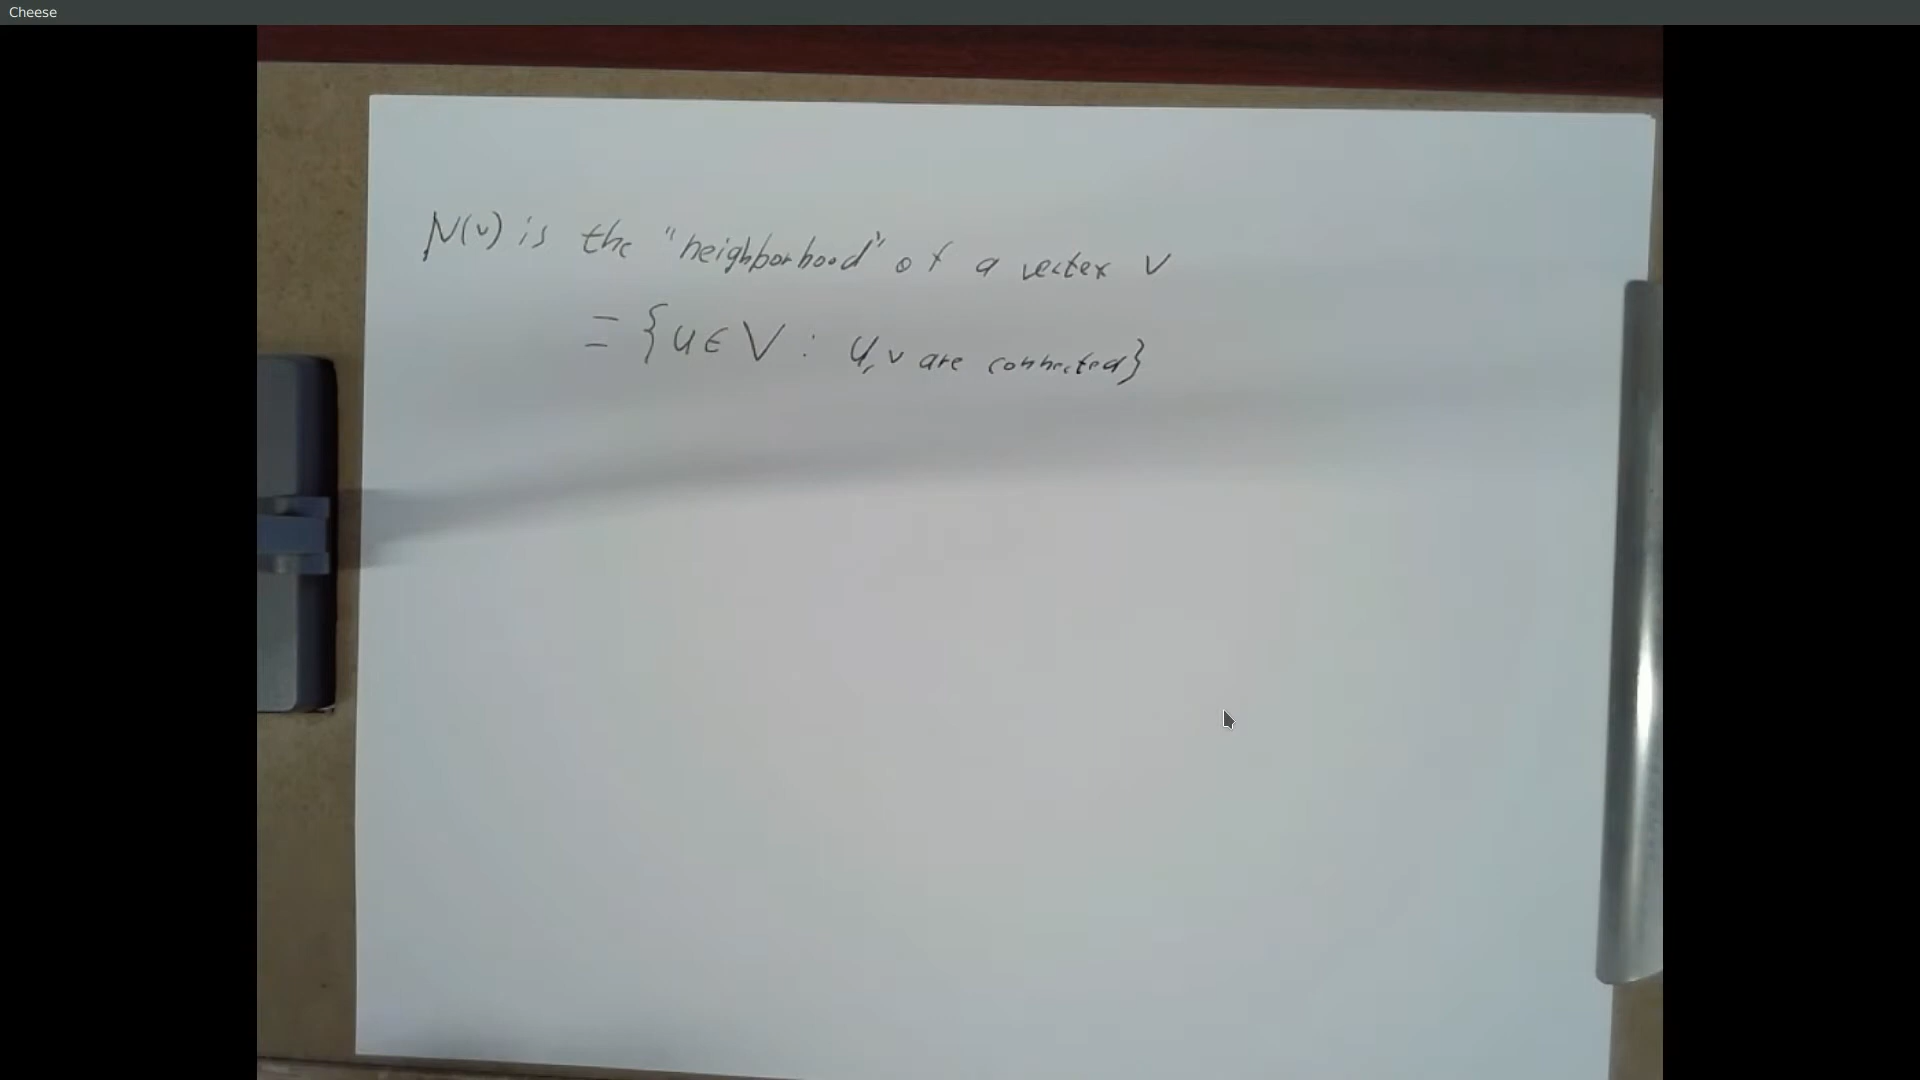 Cheese
N(v) is the "neighborhood" of a vertex v
= {u ∈ V : u, v are connected}